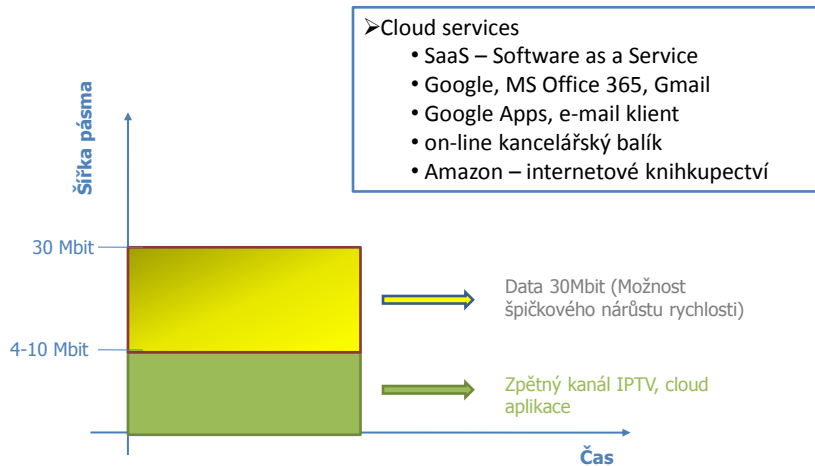 ➢Cloud services
• SaaS – Software as a Service
• Google, MS Office 365, Gmail
• Google Apps, e-mail klient
• on-line kancelářský balík
• Amazon – internetové knihkupectví
Šířka pásma
30 Mbit
Data 30Mbit (Možnost
špičkového nárůstu rychlosti)
4-10 Mbit
Zpětný kanál IPTV, cloud
aplikace
Čas